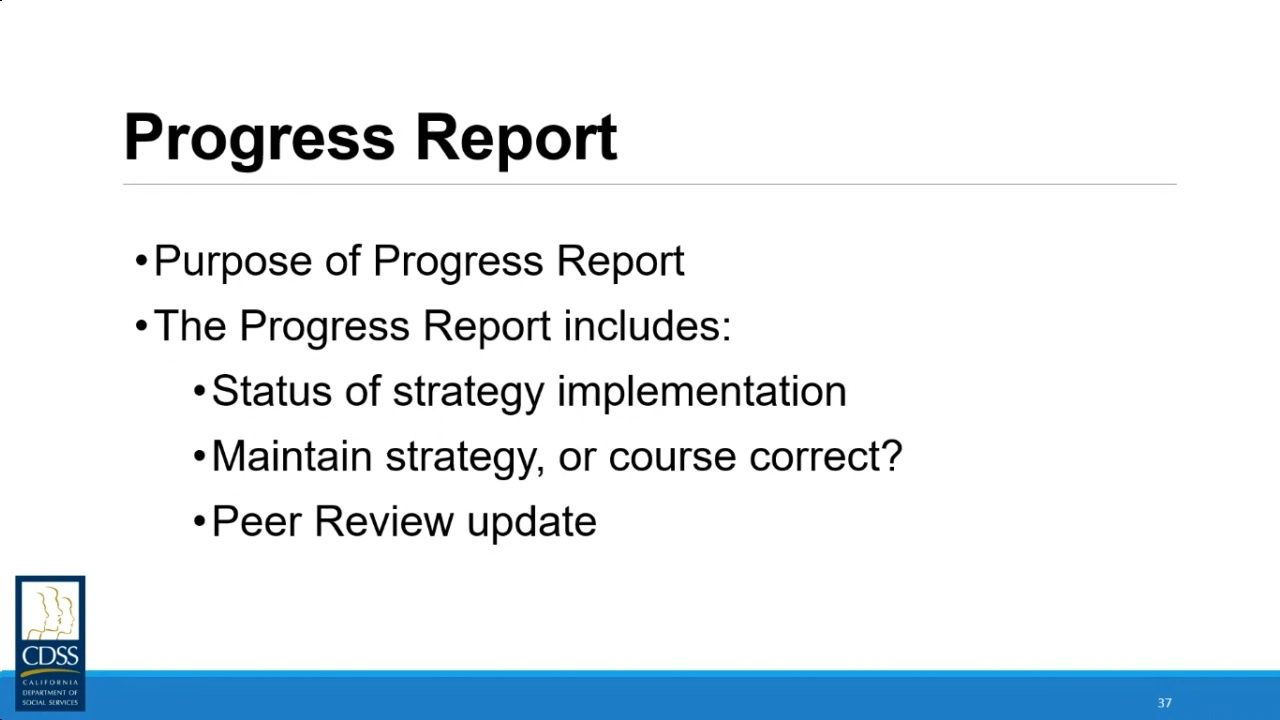 Progress Report
•Purpose of Progress Report
•The Progress Report includes:
•Status of strategy implementation
•Maintain strategy, or course correct?
•Peer Review update
CDSS
CALIFORNIA
DEPARTMENT OF
SOCIAL SERVICES
37